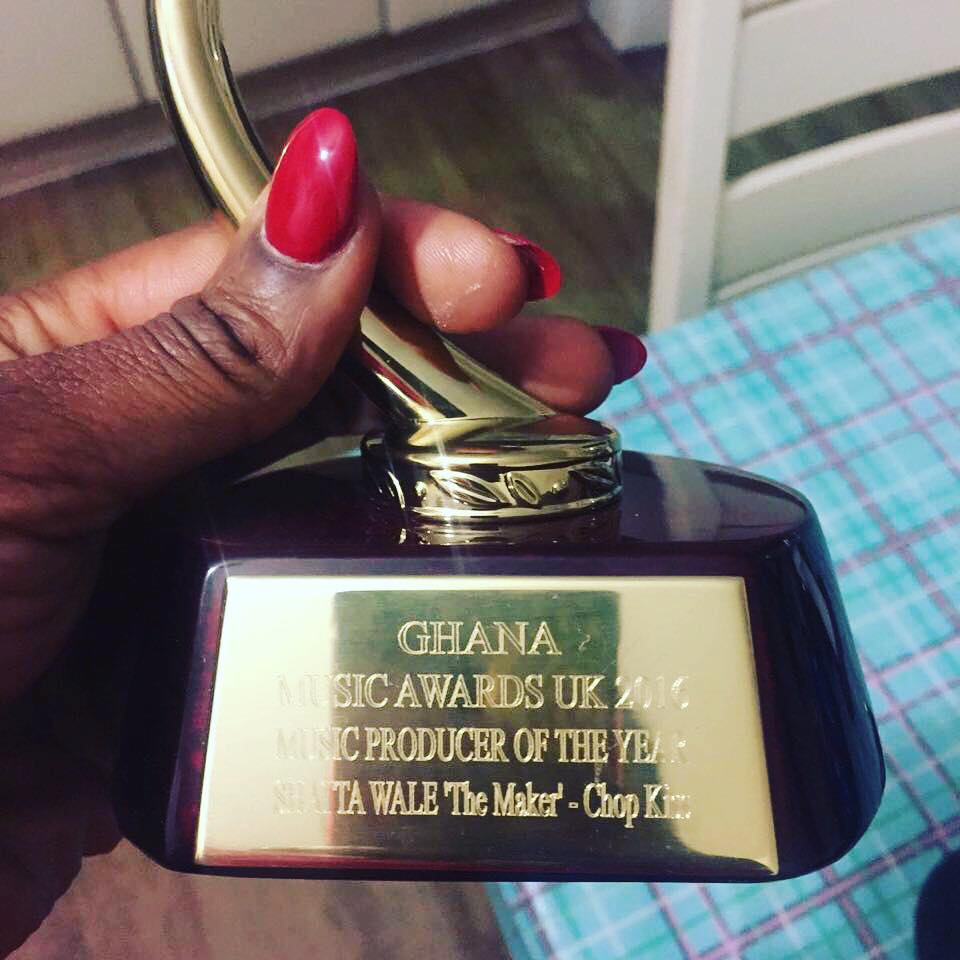 GHANA
MUSIC AWARDS UK 2016
MUSIC PRODUCER OF THE YEAR
SHATTA WALE 'The Maker' - Chop Kiss